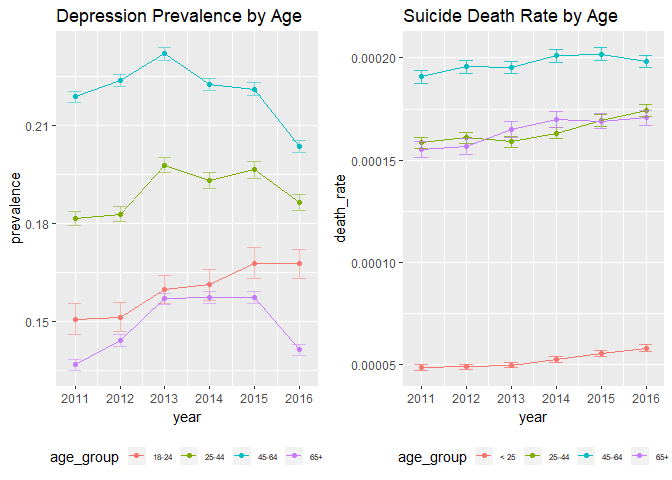 Depression Prevalence by Age
prevalence
0.21
0.18
0.15
2011 2012 2013 2014 2015 2016
year
age_group 18-24 25-44 45-64 65+
Suicide Death Rate by Age
death_rate
0.00020
0.00015
0.00010
0.00005
2011 2012 2013 2014 2015 2016
year
age_group < 25 25-44 45-64 65+